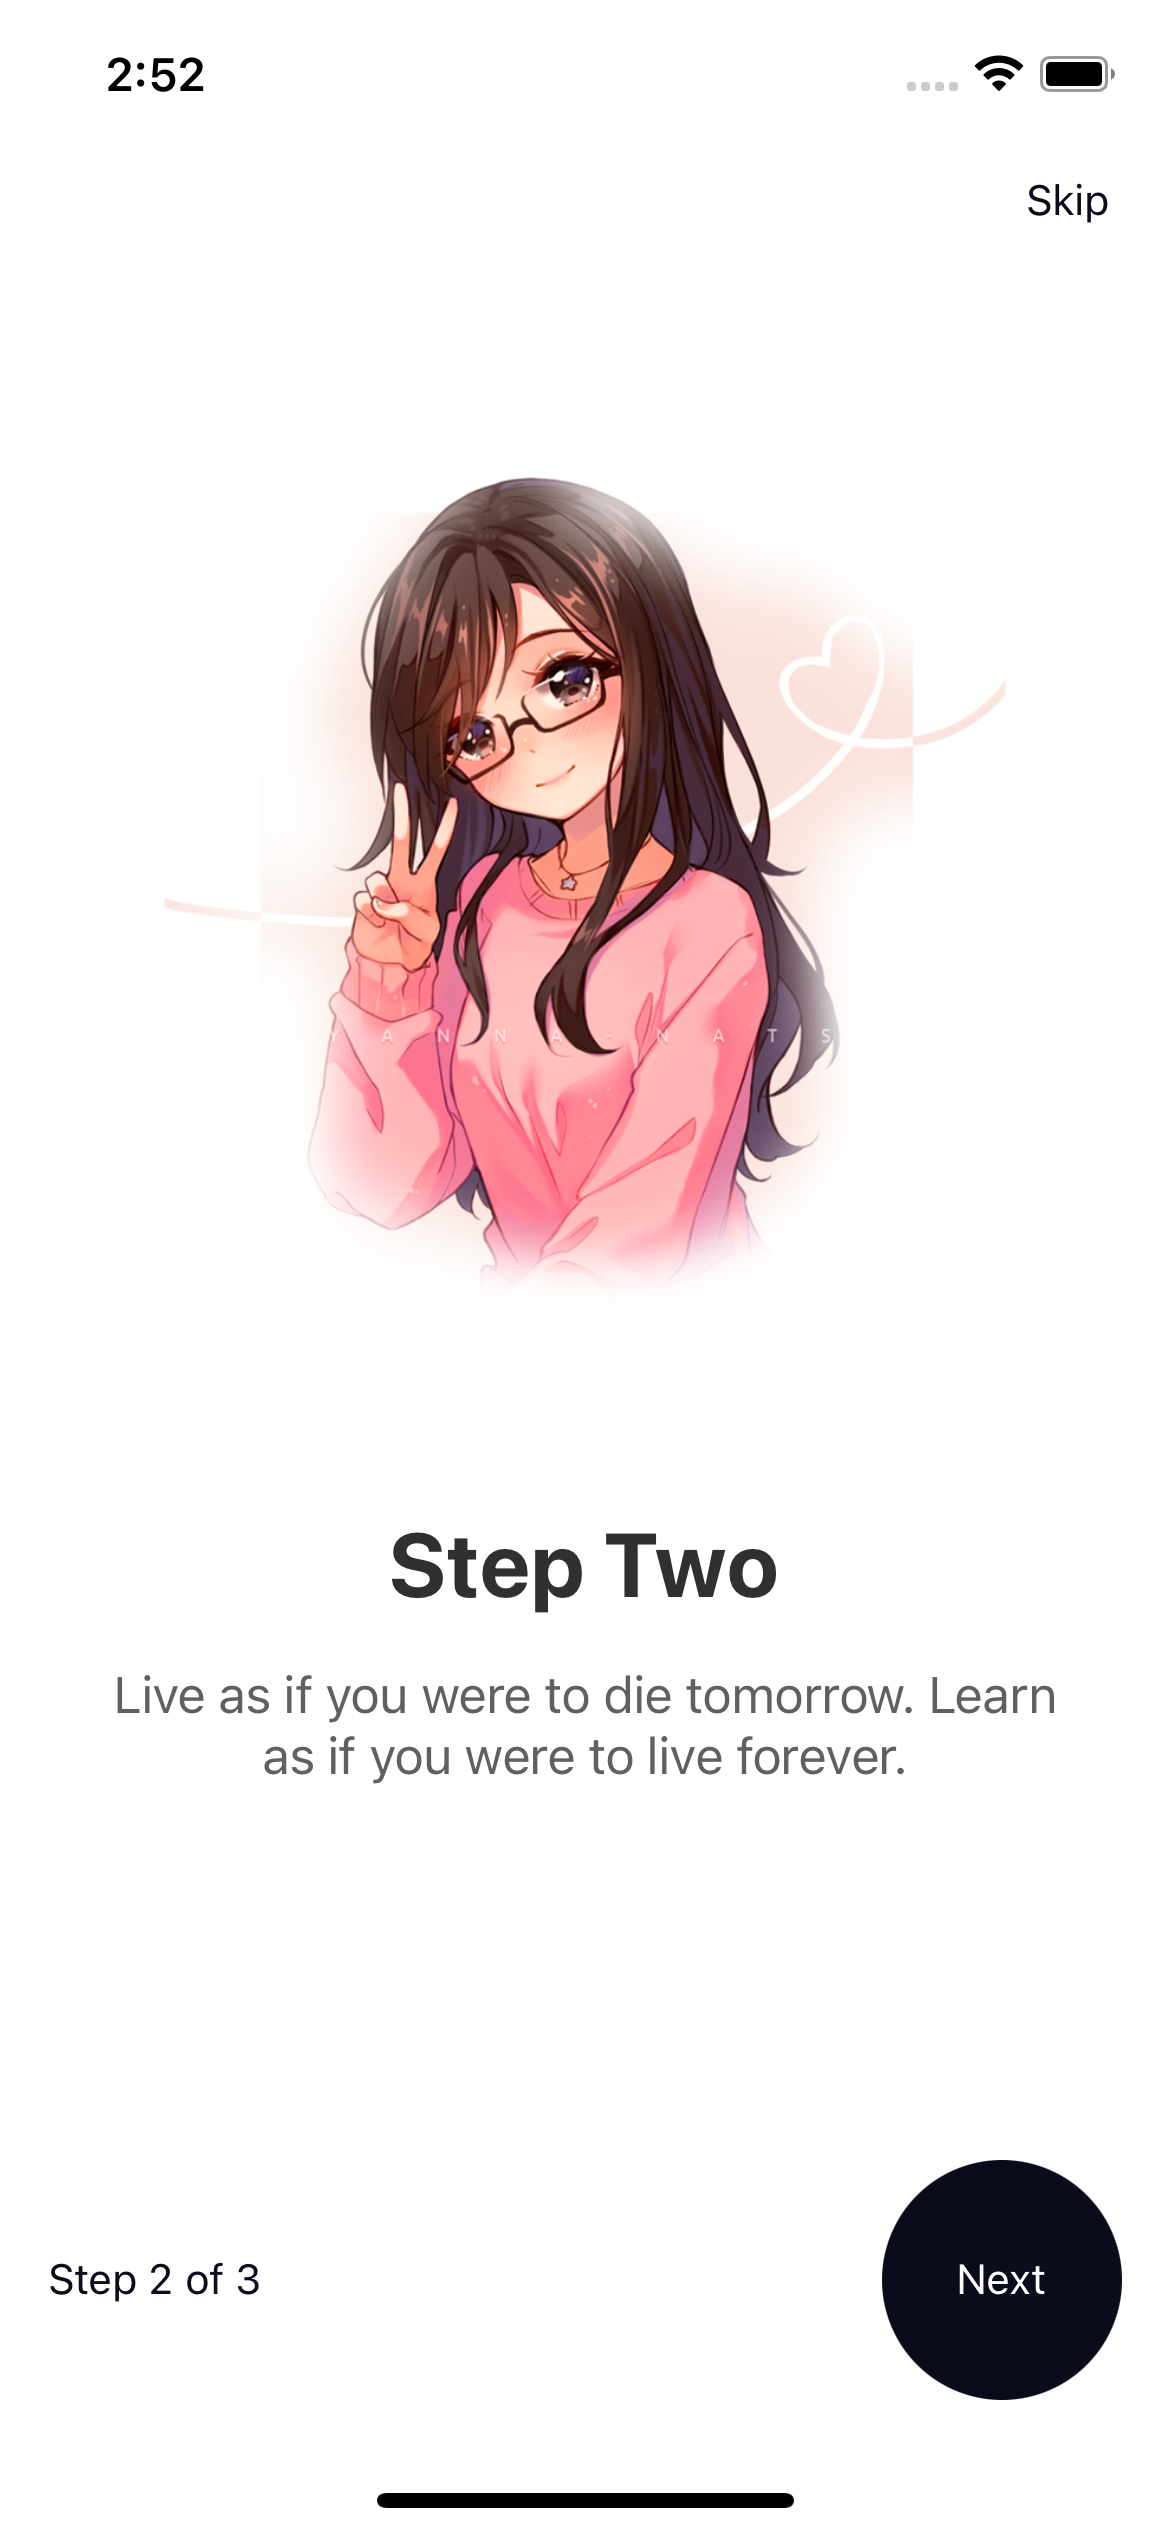 2:52
Skip
YANNA-NATS
Step Two
Live as if you were to die tomorrow. Learn
as if you were to live forever.
Step 2 of 3
Next